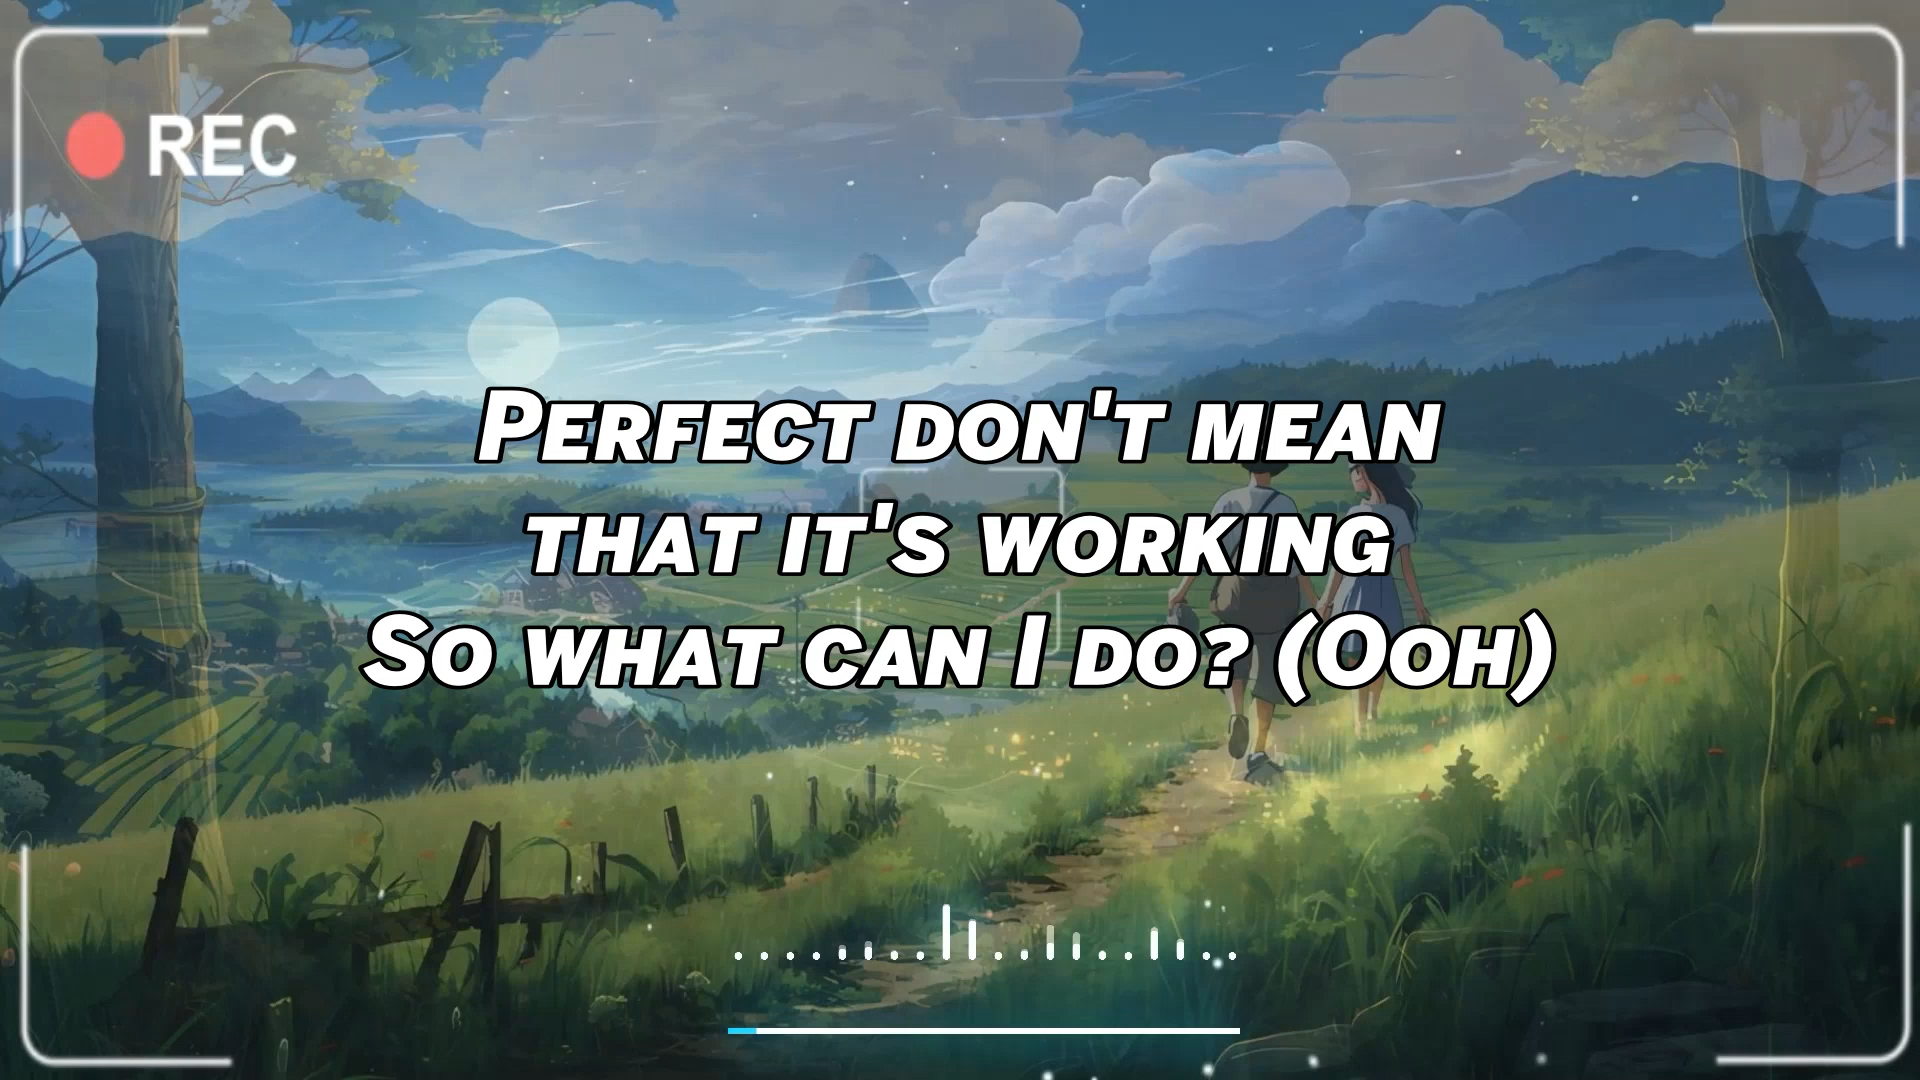 REC
PERFECT DON'T MEAN
THAT IT'S WORKING
SO WHAT CAN I DO? (OOH)